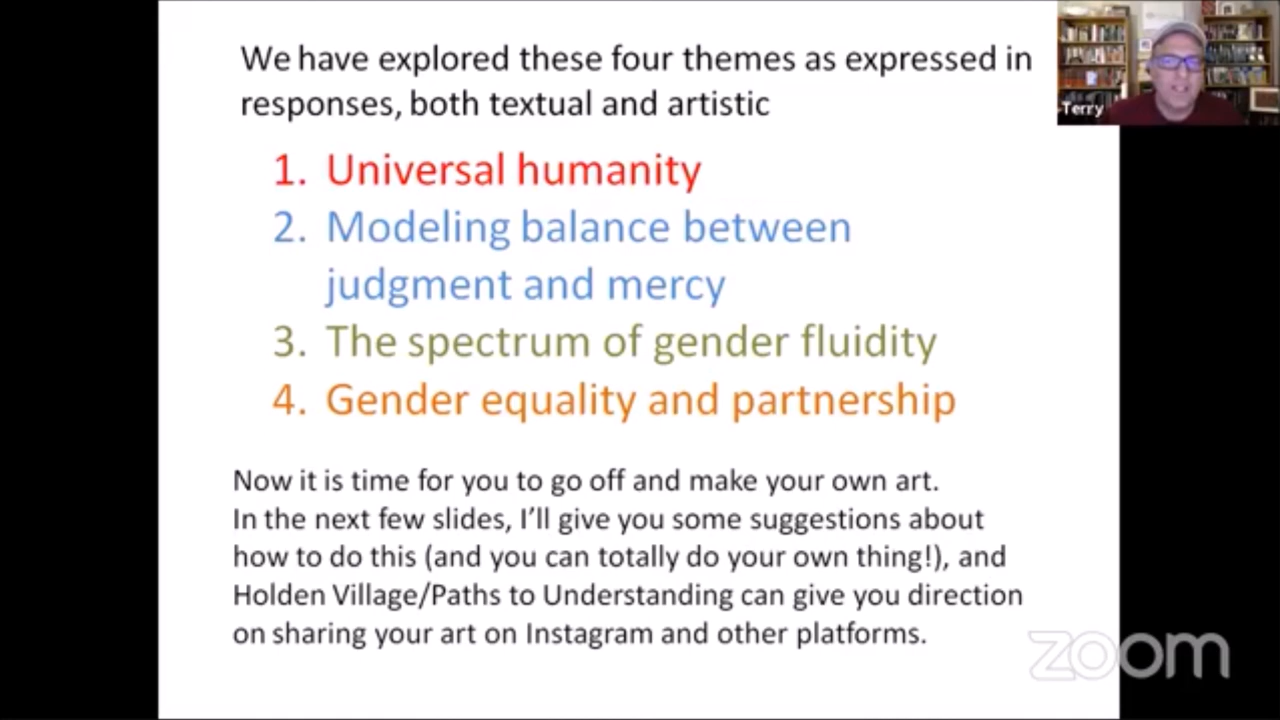 We have explored these four themes as expressed in
responses, both textual and artistic
1. Universal humanity
2. Modeling balance between
judgment and mercy
3. The spectrum of gender fluidity
4. Gender equality and partnership
Now it is time for you to go off and make your own art.
In the next few slides, I'll give you some suggestions about
how to do this (and you can totally do your own thing!), and
Holden Village/Paths to Understanding can give you direction
on sharing your art on Instagram and other platforms.
Terry
zoom